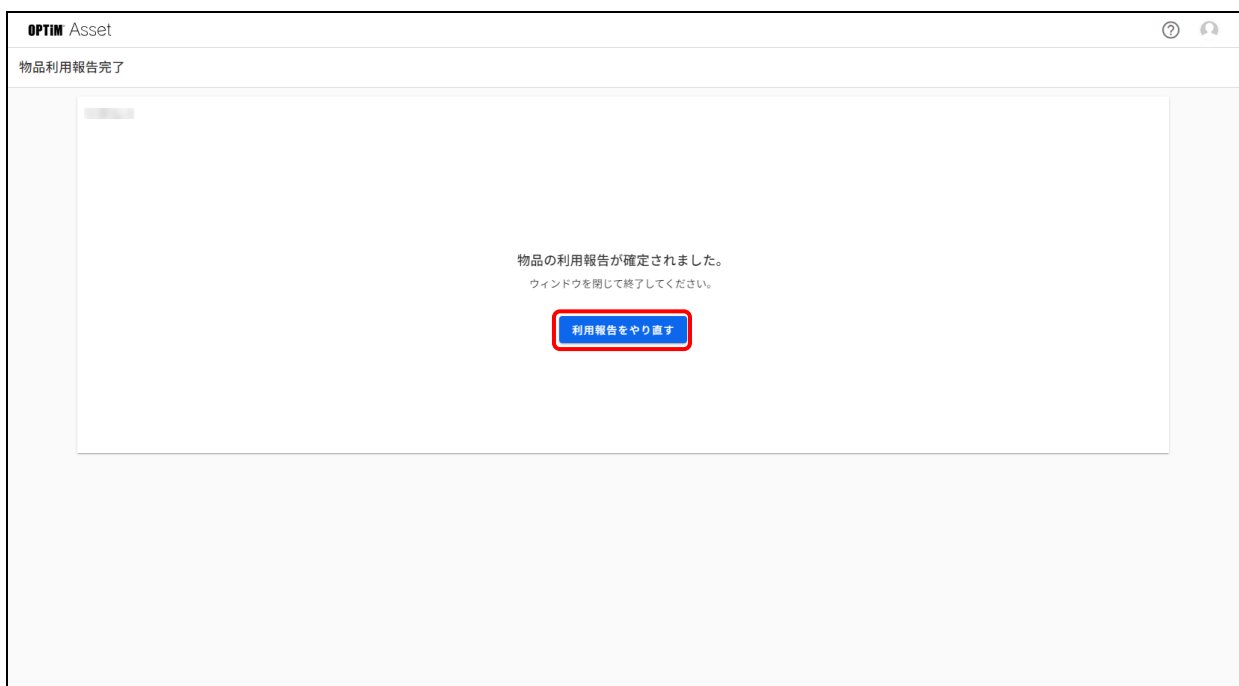 OPTiM Asset
物品利用報告完了
物品の利用報告が確定されました。
ウィンドウを閉じて終了してください。
利用報告をやり直す